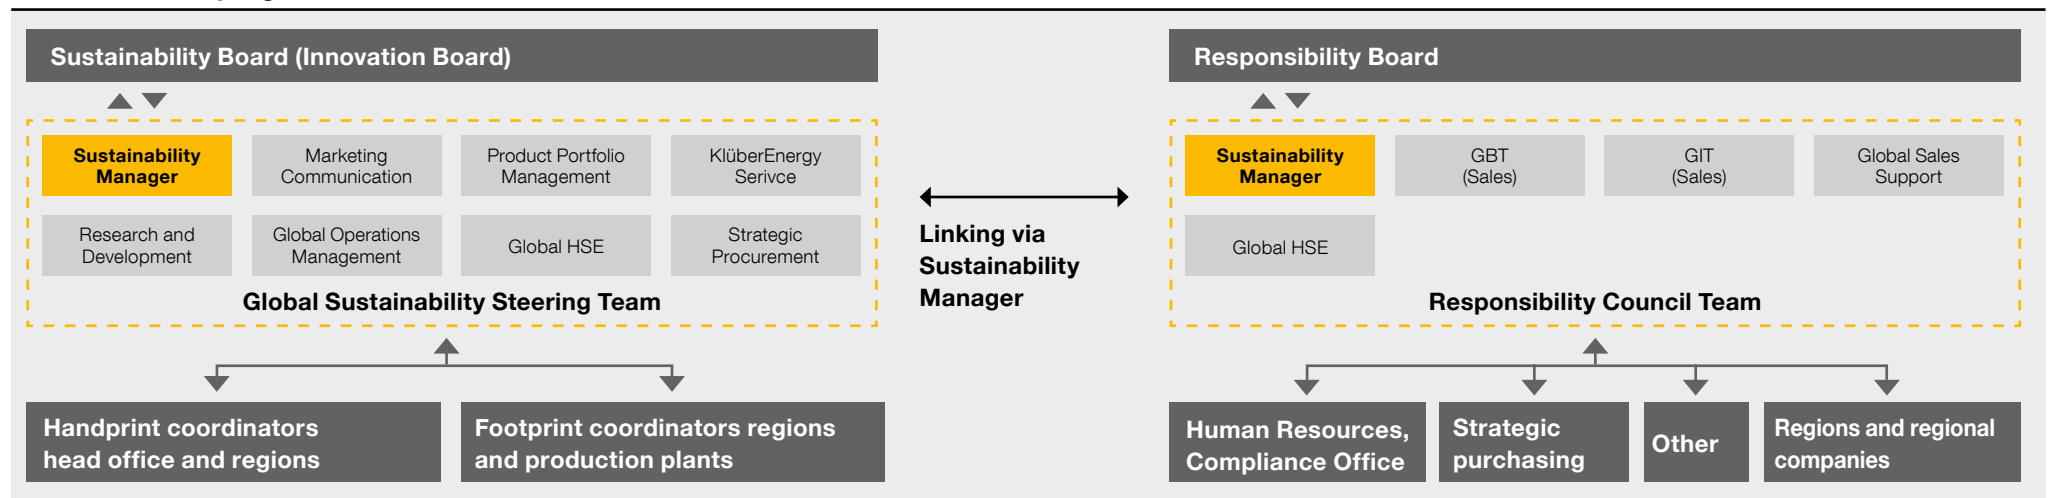 Sustainability Board (Innovation Board)
Sustainability
Manager
Marketing
Communication
Product Portfolio
Management
KlüberEnergy
Serivce
Research and
Development
Global Operations
Management
Global HSE
Strategic
Procurement
Global Sustainability Steering Team
Handprint coordinators
head office and regions
Footprint coordinators regions
and production plants
Linking via
Sustainability
Manager
Responsibility Board
Sustainability
Manager
GBT
(Sales)
GIT
(Sales)
Global Sales
Support
Global HSE
Responsibility Council Team
Human Resources,
Compliance Office
Strategic
purchasing
Other
Regions and regional
companies